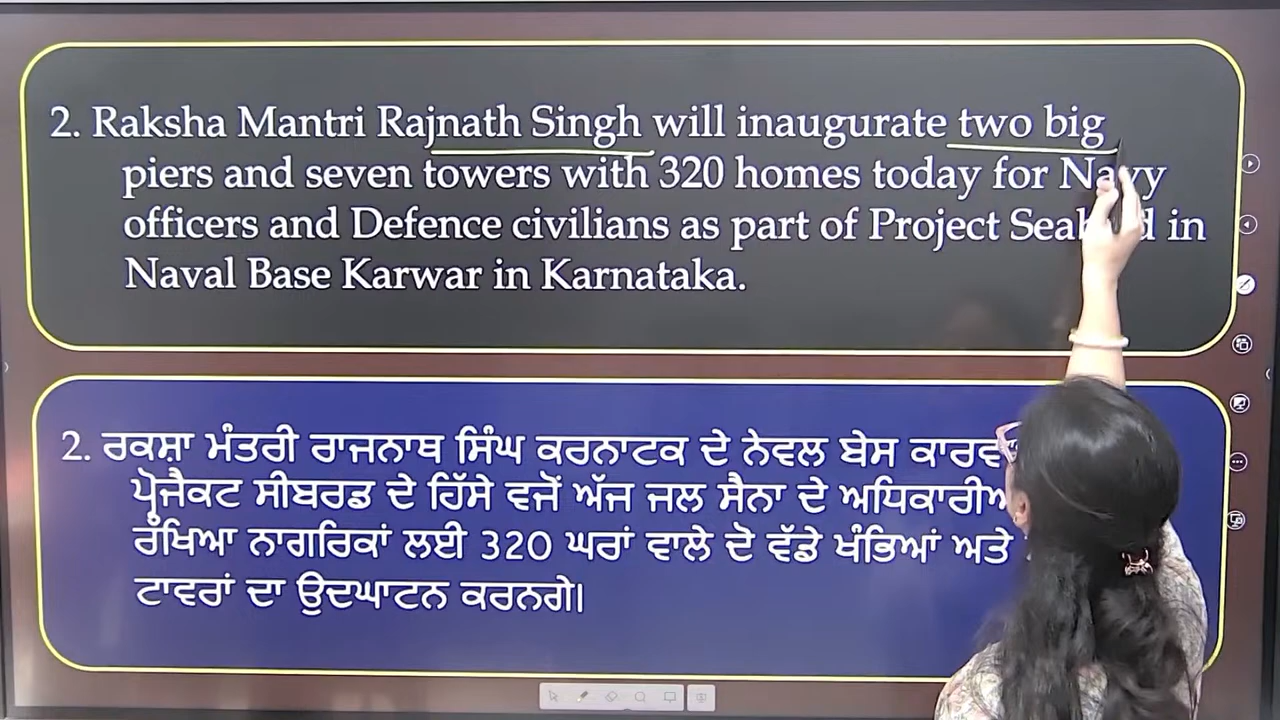 2. Raksha Mantri Rajnath Singh will inaugurate two big
piers and seven towers with 320 homes today for Navy
officers and Defence civilians as part of Project in
Naval Base Karwar in Karnataka.
2. ਰਕਸ਼ਾ ਮੰਤਰੀ ਰਾਜਨਾਥ ਸਿੰਘ ਕਰਨਾਟਕ ਦੇ ਨੇਵਲ ਬੇਸ
ਪ੍ਰੋਜੈਕਟ ਸੀਬਰਡ ਦੇ ਹਿੱਸੇ ਵਜੋਂ ਅੱਜ ਜਲ ਸੈਨਾ ਦੇ
ਰੱਖਿਆ ਨਾਗਰਿਕਾਂ ਲਈ 320 ਘਰਾਂ ਵਾਲੇ ਦੋ ਵੱਡੇ ਖੰਭਿਆਂ ਅਤੇ
ਟਾਵਰਾਂ ਦਾ ਉਦਘਾਟਨ ਕਰਨਗੇ।